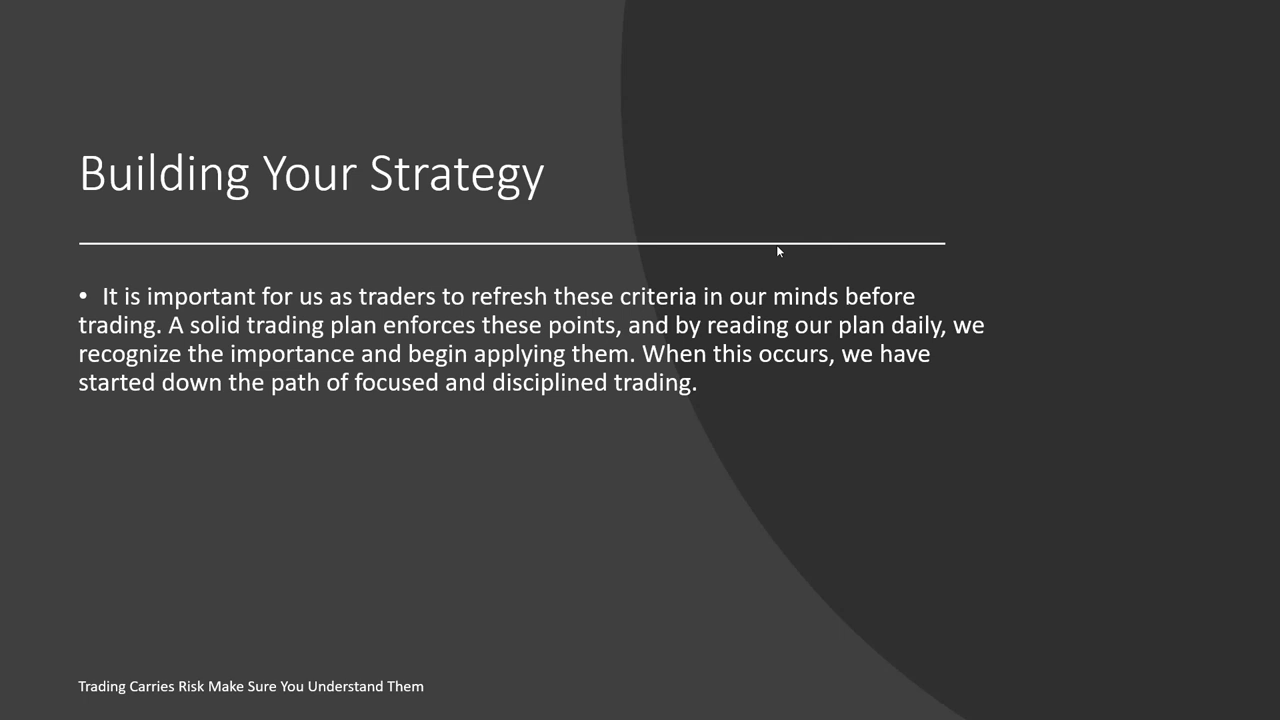 Building Your Strategy
• It is important for us as traders to refresh these criteria in our minds before
trading. A solid trading plan enforces these points, and by reading our plan daily, we
recognize the importance and begin applying them. When this occurs, we have
started down the path of focused and disciplined trading.
Trading Carries Risk Make Sure You Understand Them